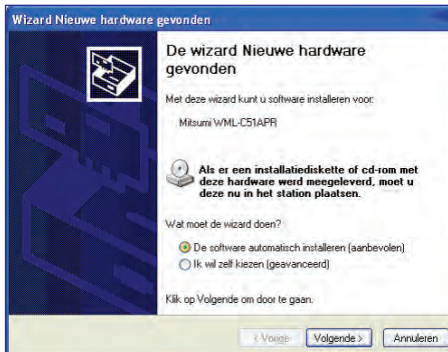 Wizard Nieuwe hardware gevonden
De wizard Nieuwe hardware
gevonden
Met deze wizard kunt u software installeren voor:
Mitsumi WML-C51APR
Als er een installatiediskette of cd-rom met
deze hardware werd meegeleverd, moet u
deze nu in het station plaatsen.
Wat moet de wizard doen?
De software automatisch installeren (aanbevolen)
Ik wil zelf kiezen (geavanceerd)
Klik op Volgende om door te gaan.
< Vorige Volgende > Annuleren